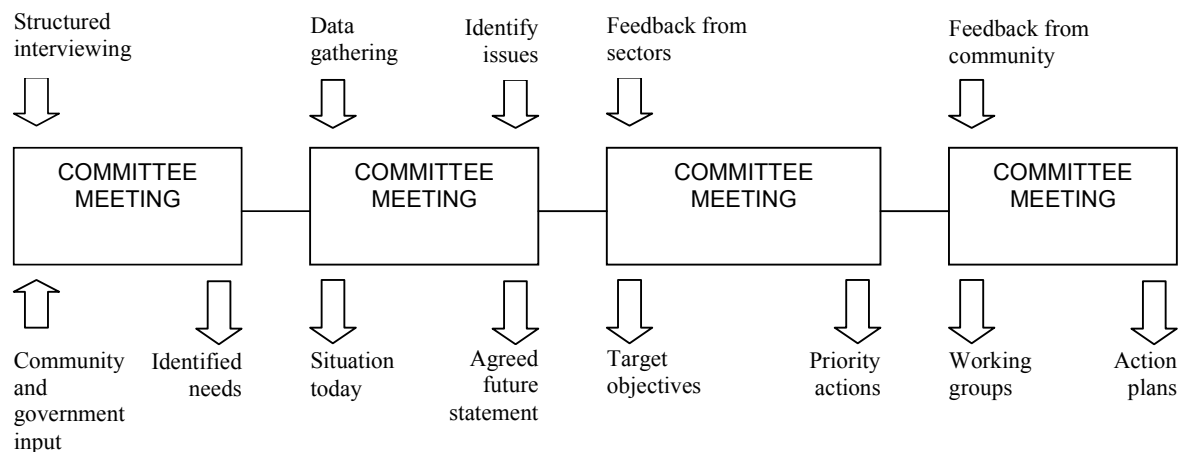 Structured
interviewing
Data
gathering
Identify
issues
Feedback from
sectors
Feedback from
community
COMMITTEE
MEETING
COMMITTEE
MEETING
COMMITTEE
MEETING
COMMITTEE
MEETING
Community
and
government
input
Identified
needs
Situation
today
Agreed
future
statement
Target
objectives
Priority
actions
Working
groups
Action
plans